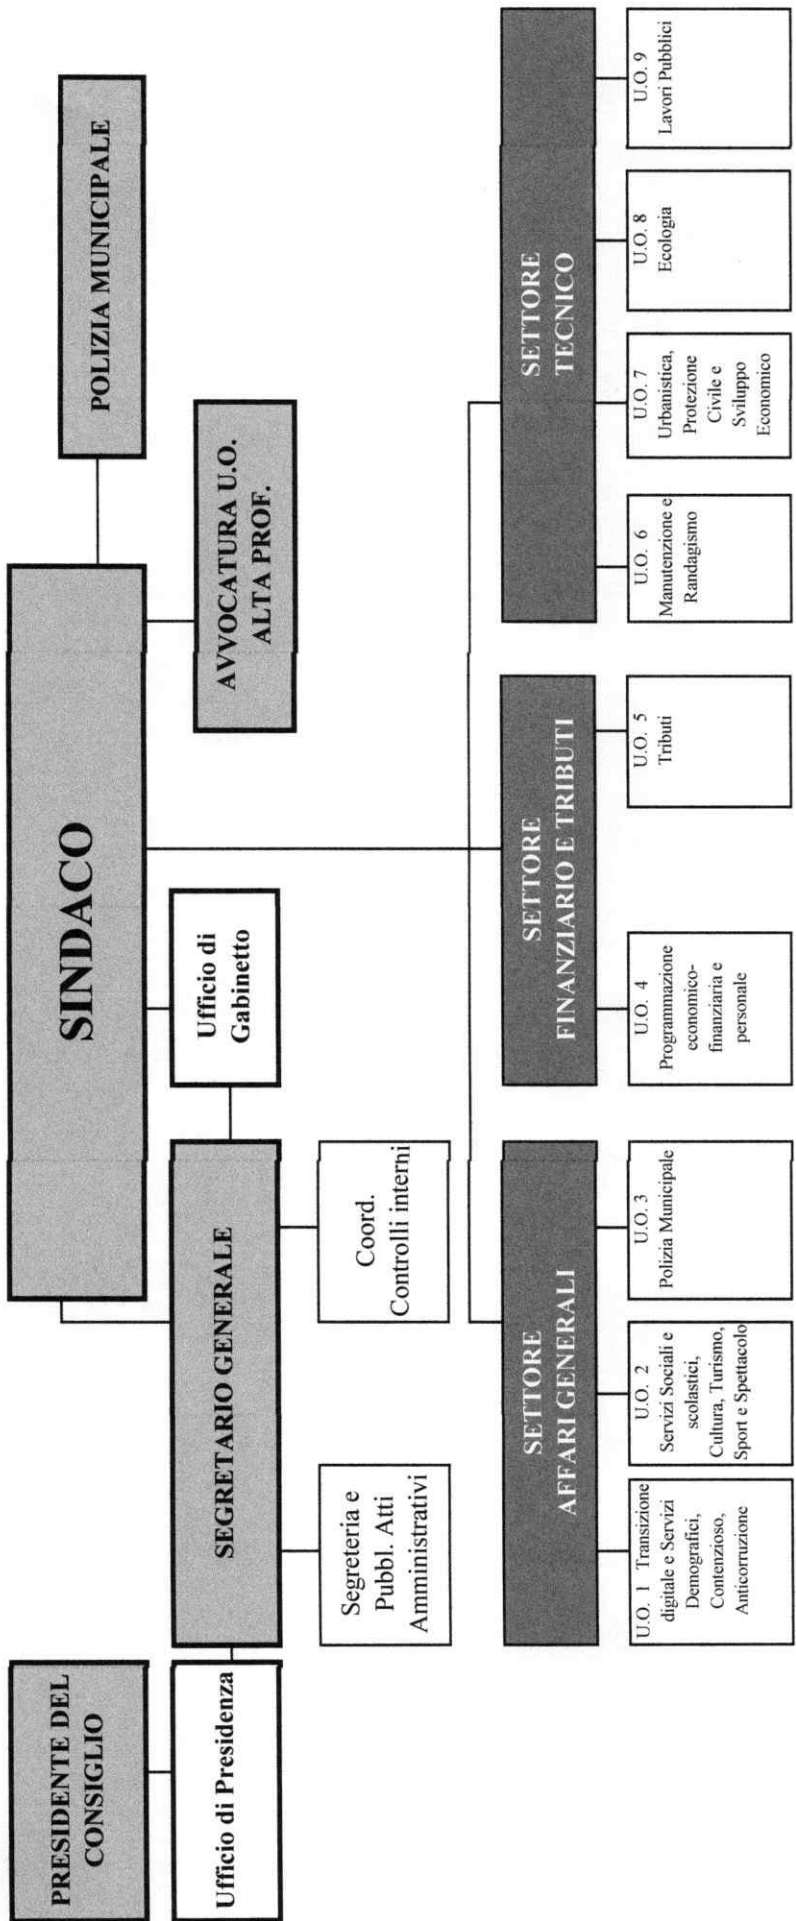 PRESIDENTE DEL
CONSIGLIO
Ufficio di Presidenza
SINDACO
POLIZIA MUNICIPALE
SEGRETARIO GENERALE
Ufficio di
Gabinetto
AVVOCATURA U.O.
ALTA PROF.
Segreteria e
Pubbl. Atti
Amministrativi
Coord.
Controlli interni
SETTORE
AFFARI GENERALI
SETTORE
FINANZIARIO E TRIBUTI
SETTORE
TECNICO
U.O. 1 Transizione
digitale e Servizi
Demografici,
Contenzioso,
Anticorruzione
U.O. 2
Servizi Sociali e
scolastici,
Cultura, Turismo,
Sport e Spettacolo
U.O. 3
Polizia Municipale
U.O. 4
Programmazione
economico-
finanziaria e
personale
U.O. 5
Tributi
U.O. 6
Manutenzione e
Randagismo
U.O. 7
Urbanistica,
Protezione
Civile e
Sviluppo
Economico
U.O. 8
Ecologia
U.O. 9
Lavori Pubblici